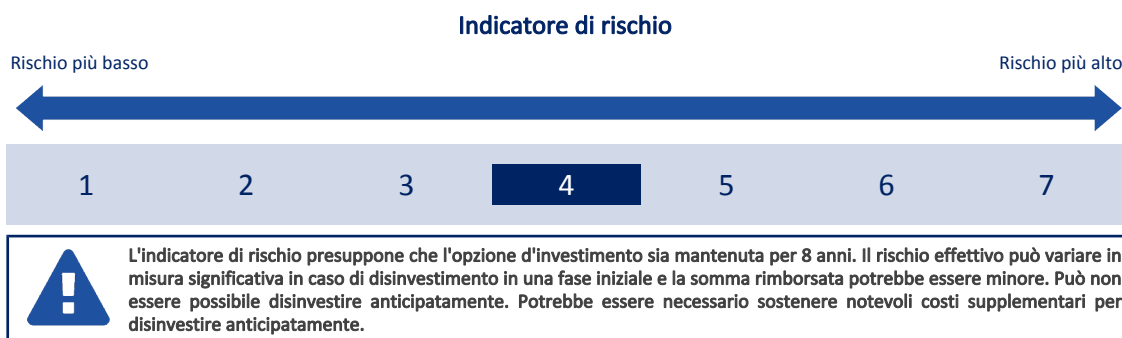 Indicatore di rischio
Rischio più basso
Rischio più alto
1 2 3 4 5 6 7
L'indicatore di rischio presuppone che l'opzione d'investimento sia mantenuta per 8 anni. Il rischio effettivo può variare in
misura significativa in caso di disinvestimento in una fase iniziale e la somma rimborsata potrebbe essere minore. Può non
essere possibile disinvestire anticipatamente. Potrebbe essere necessario sostenere notevoli costi supplementari per
disinvestire anticipatamente.